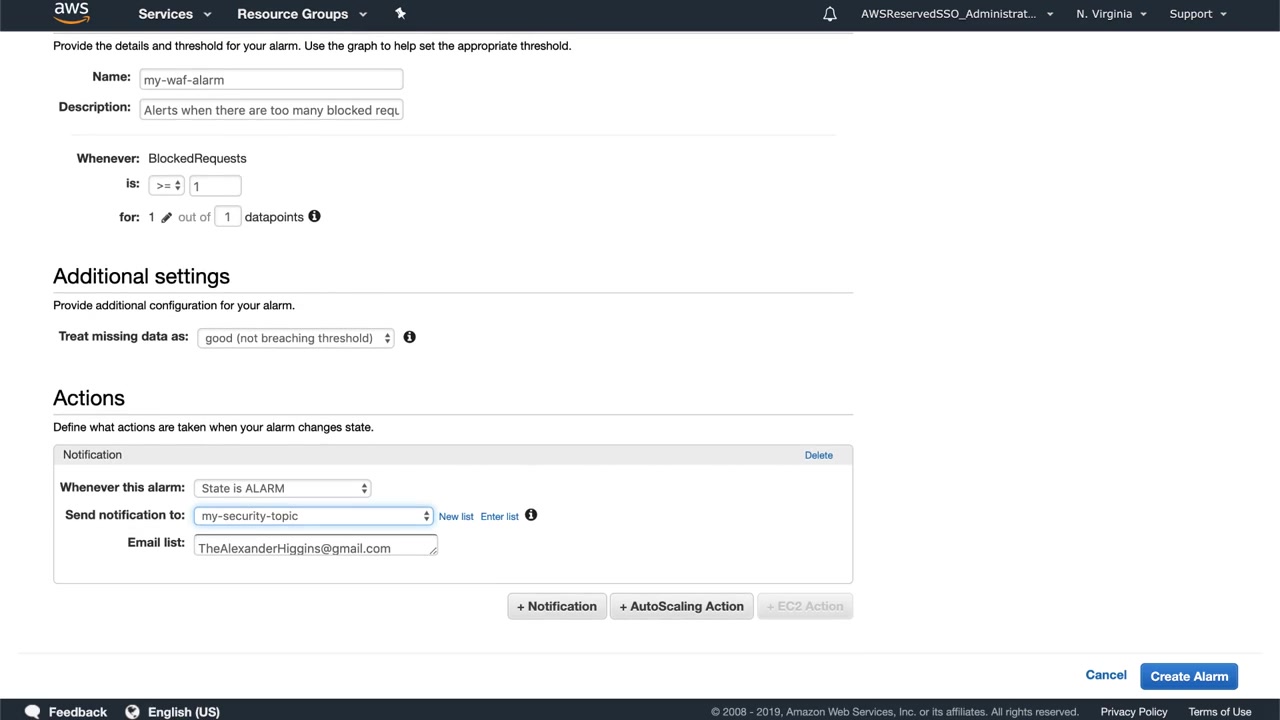 aws Services Resource Groups AWSReservedSSO_Administrat... N. Virginia Support
Provide the details and threshold for your alarm. Use the graph to help set the appropriate threshold.
Name: my-waf-alarm
Description: Alerts when there are too many blocked requ
Whenever: BlockedRequests
is: >= 1
for: 1 out of 1 datapoints
Additional settings
Provide additional configuration for your alarm.
Treat missing data as: good (not breaching threshold)
Actions
Define what actions are taken when your alarm changes state.
Notification Delete
Whenever this alarm: State is ALARM
Send notification to: my-security-topic New list Enter list
Email list: TheAlexanderHiggins@gmail.com
+ Notification + AutoScaling Action + EC2 Action
Cancel Create Alarm
Feedback English (US) © 2008 - 2019, Amazon Web Services, Inc. or its affiliates. All rights reserved. Privacy Policy Terms of Use